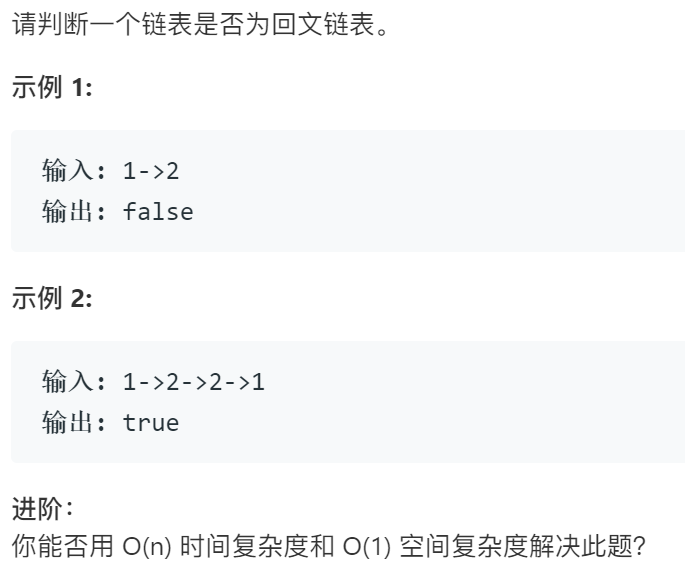 请判断一个链表是否为回文链表。
示例 1:
输入: 1->2
输出: false
示例 2:
输入: 1->2->2->1
输出: true
进阶：
你能否用 O(n) 时间复杂度和 O(1) 空间复杂度解决此题？